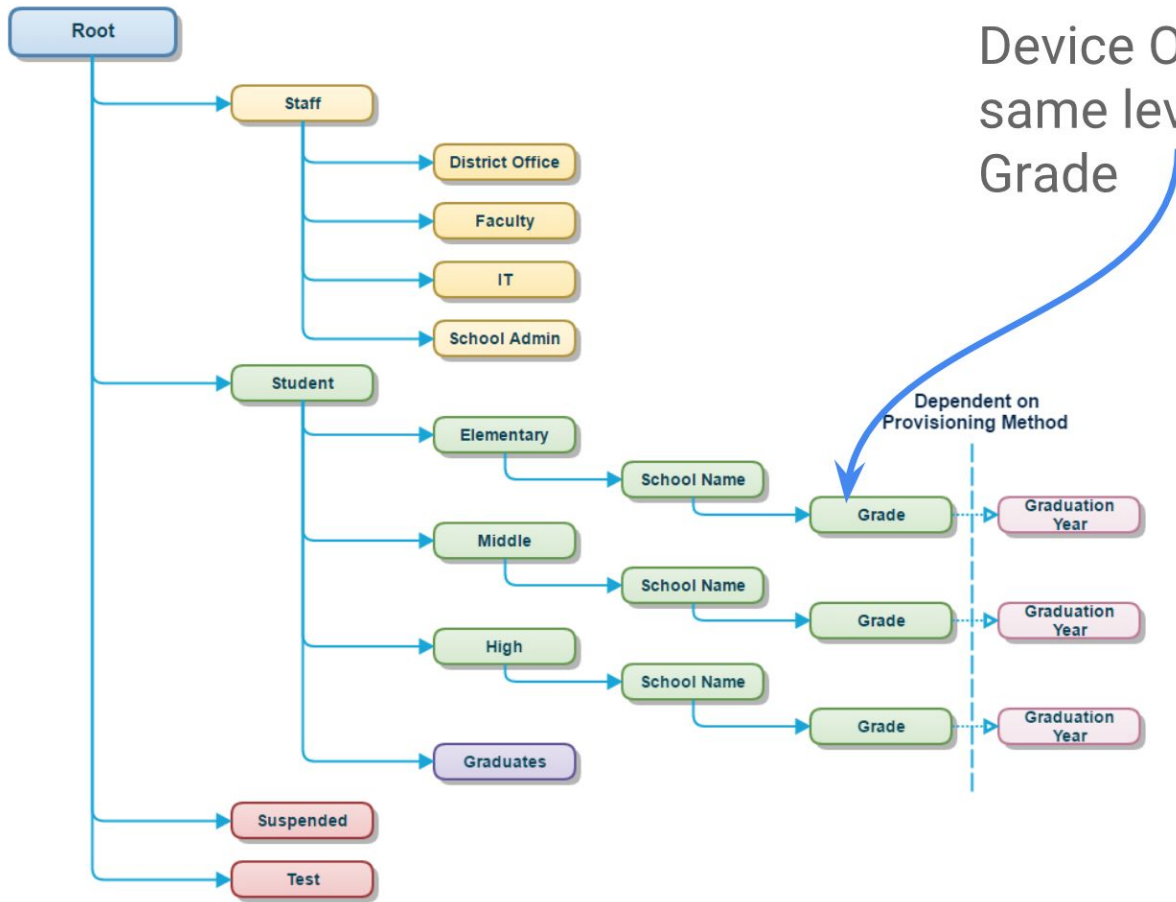 Root
Device
same
Grade
Staff
District Office
Faculty
IT
School Admin
Student
Dependent on
Provisioning Method
Elementary
School Name
Grade
Graduation
Year
Middle
School Name
Grade
Graduation
Year
High
School Name
Grade
Graduation
Year
Graduates
Suspended
Test